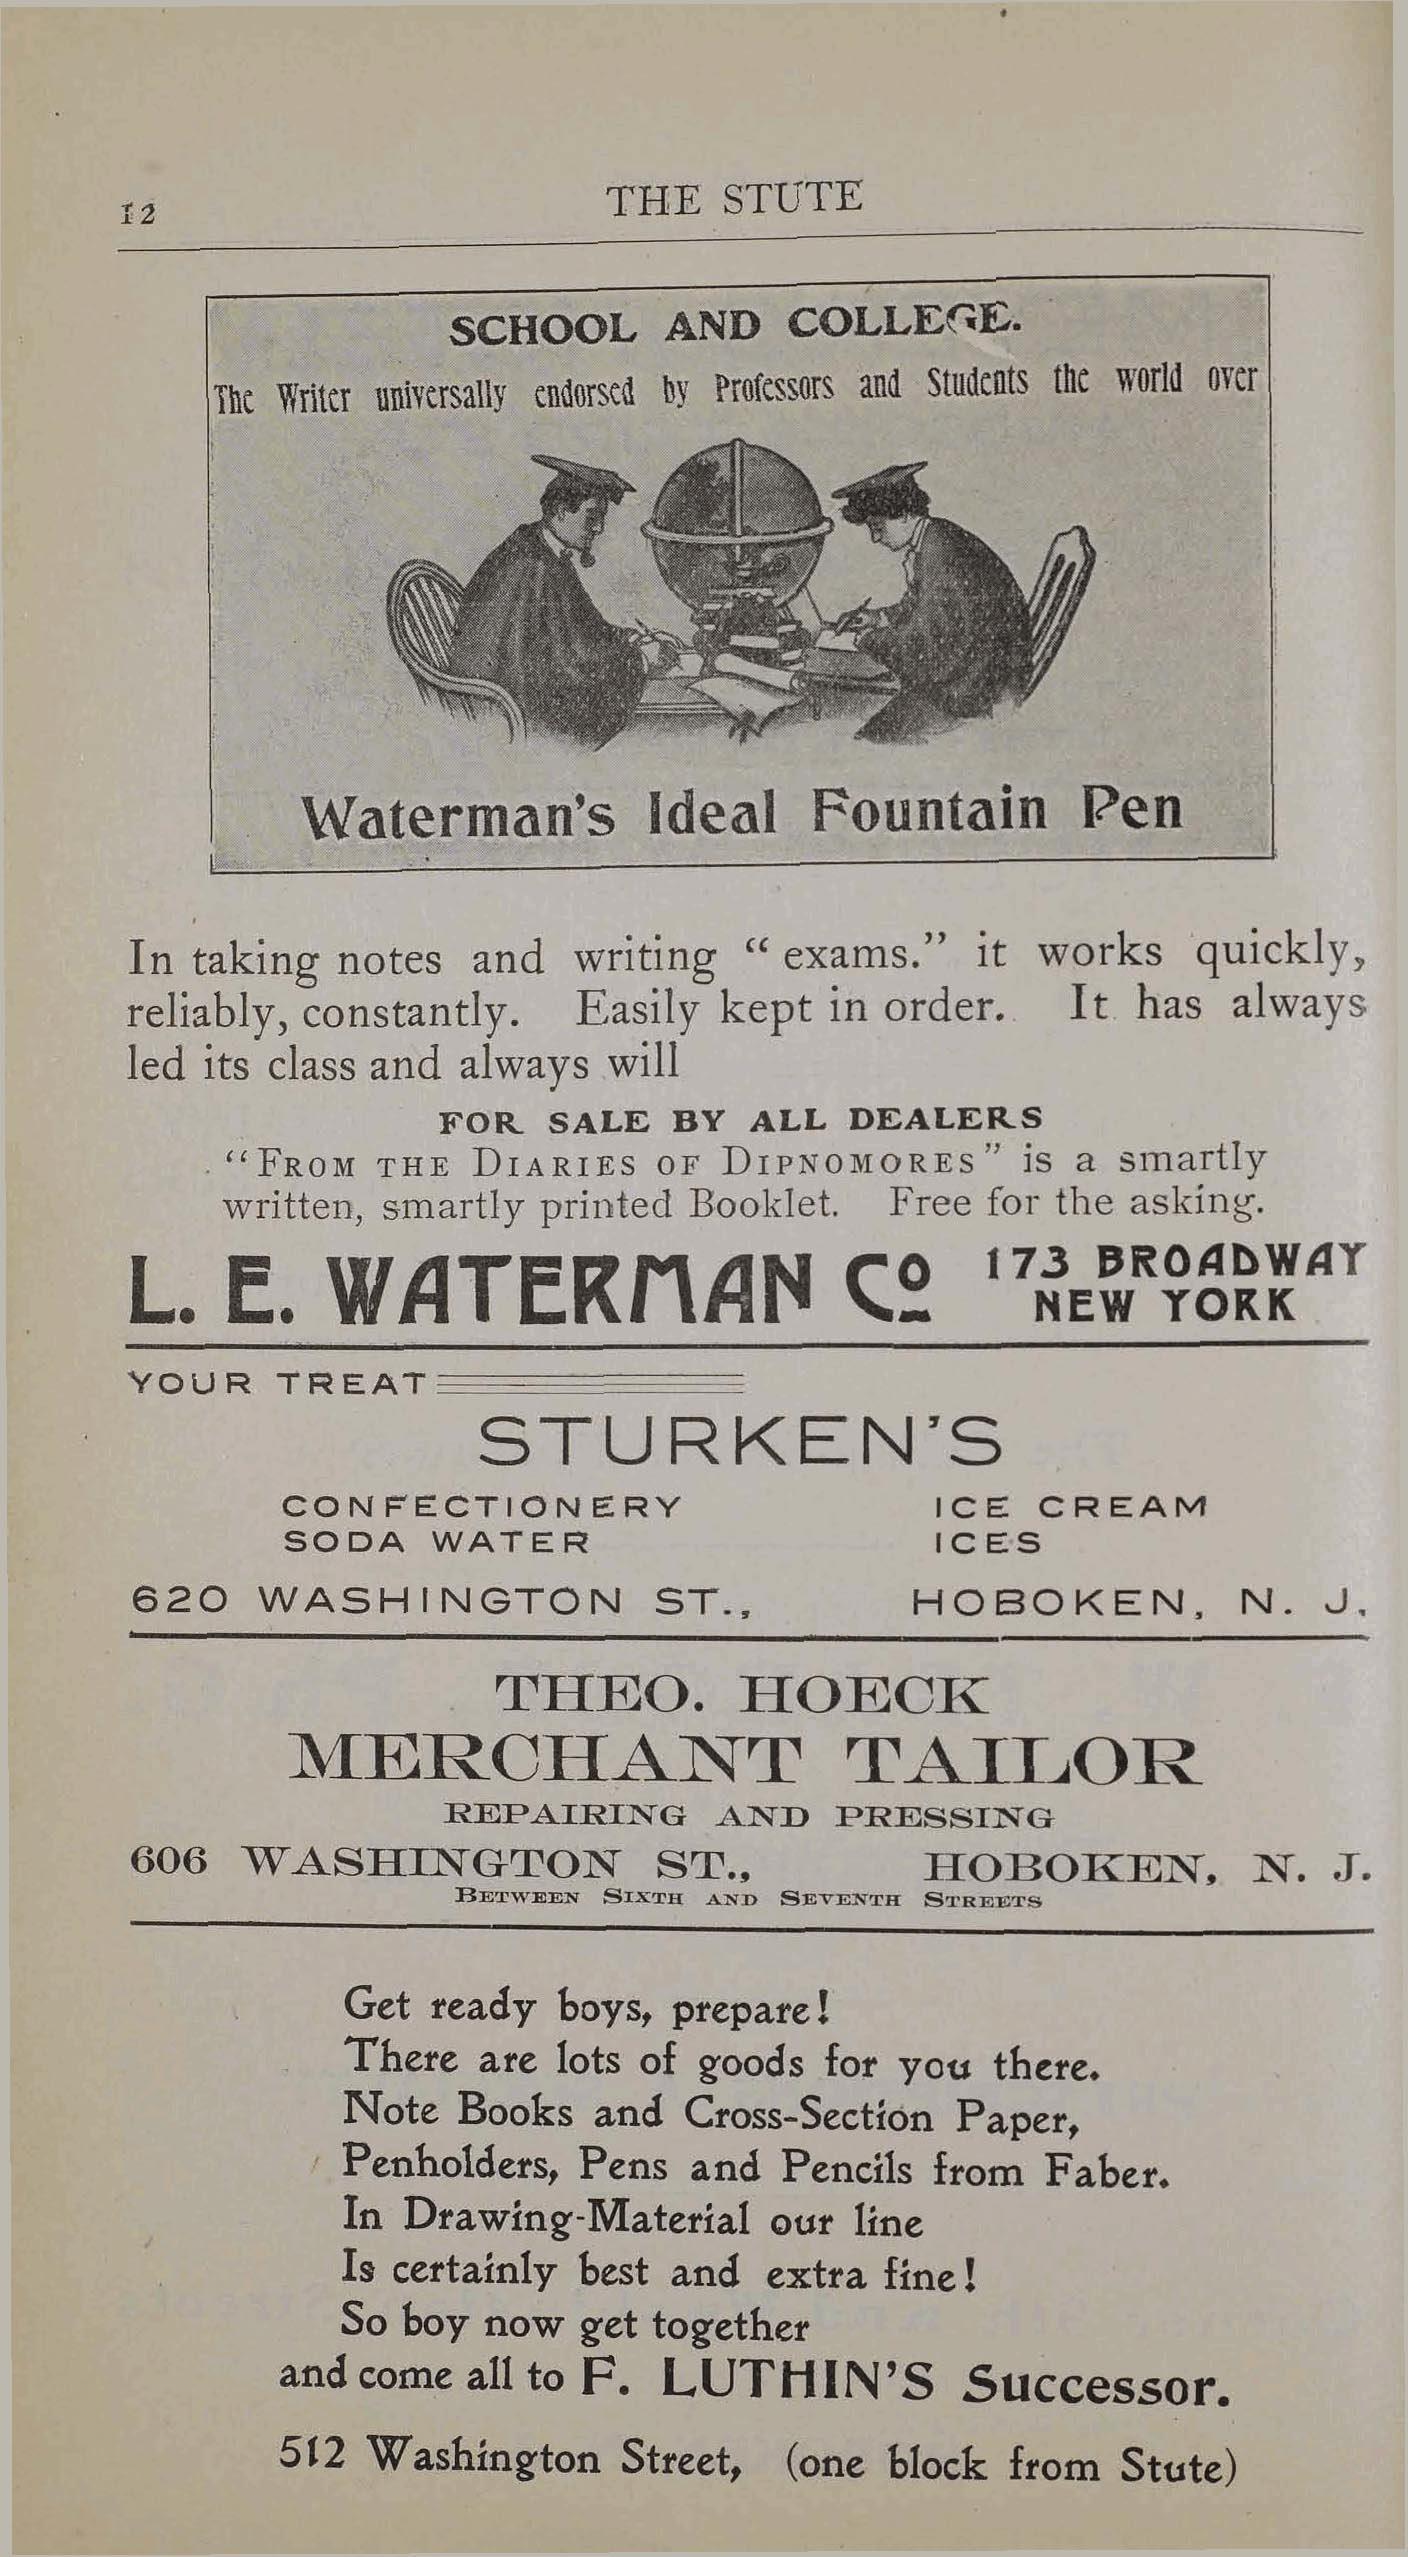 12
THE STUTE
SCHOOL AND COLLEGE.
The Writer universally endorsed by Professors and Students the world over
Waterman's Ideal Fountain Pen
In taking notes and writing “ exams.” it works quickly,
reliably, constantly. Easily kept in order. It has always
led its class and always will
FOR SALE BY ALL DEALERS
“FROM THE DIARIES OF DIPNOMORES” is a smartly
written, smartly printed Booklet. Free for the asking.
L. E. WATERMAN Co 173 BROADWAY
NEW YORK
YOUR TREAT
STURKEN'S
CONFECTIONERY ICE CREAM
SODA WATER ICES
620 WASHINGTON ST., HOBOKEN, N. J.
THEO. HOECK
MERCHANT TAILOR
REPAIRING AND PRESSING
606 WASHINGTON ST., HOBOKEN, N. J.
BETWEEN SIXTH AND SEVENTH STREETS
Get ready boys, prepare!
There are lots of goods for you there.
Note Books and Cross-Section Paper,
Penholders, Pens and Pencils from Faber.
In Drawing-Material our line
Is certainly best and extra fine!
So boy now get together
and come all to F. LUTHIN'S Successor.
512 Washington Street, (one block from Stute)